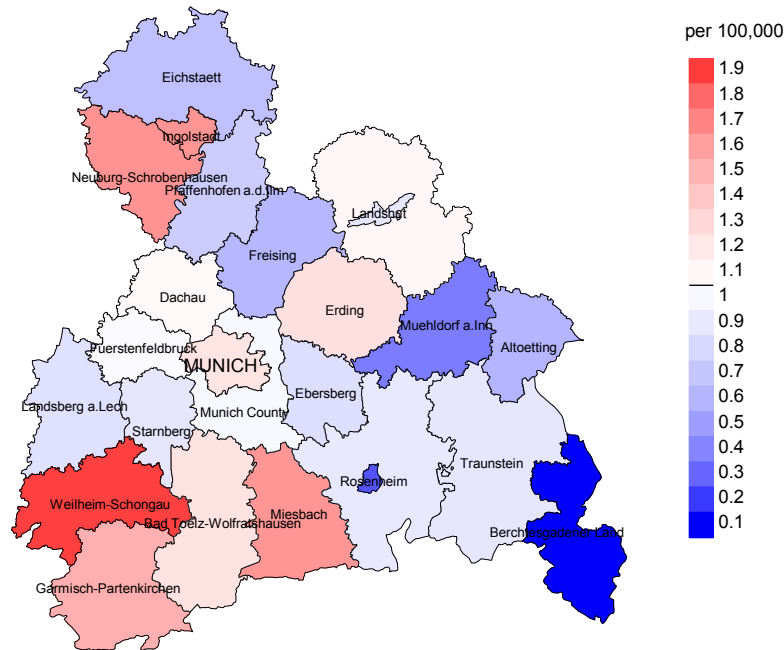 per 100,000
1.9
1.8
1.7
1.6
1.5
1.4
1.3
1.2
1.1
1
0.9
0.8
0.7
0.6
0.5
0.4
0.3
0.2
0.1
Eichstaett
Ingolstadt
Neuburg-Schrobenhausen
Pfaffenhofen a.d.Ilm
Landshut
Freising
Dachau
Erding
Muehldorf a.Inn
Fuerstenfeldbruck
Altoetting
MUNICH
Ebersberg
Landsberg a.Lech
Munich County
Starnberg
Traunstein
Rosenheim
Weilheim-Schongau
Miesbach
Bad Toelz-Wolfratshausen
Berchtesgadener Land
Garmisch-Partenkirchen